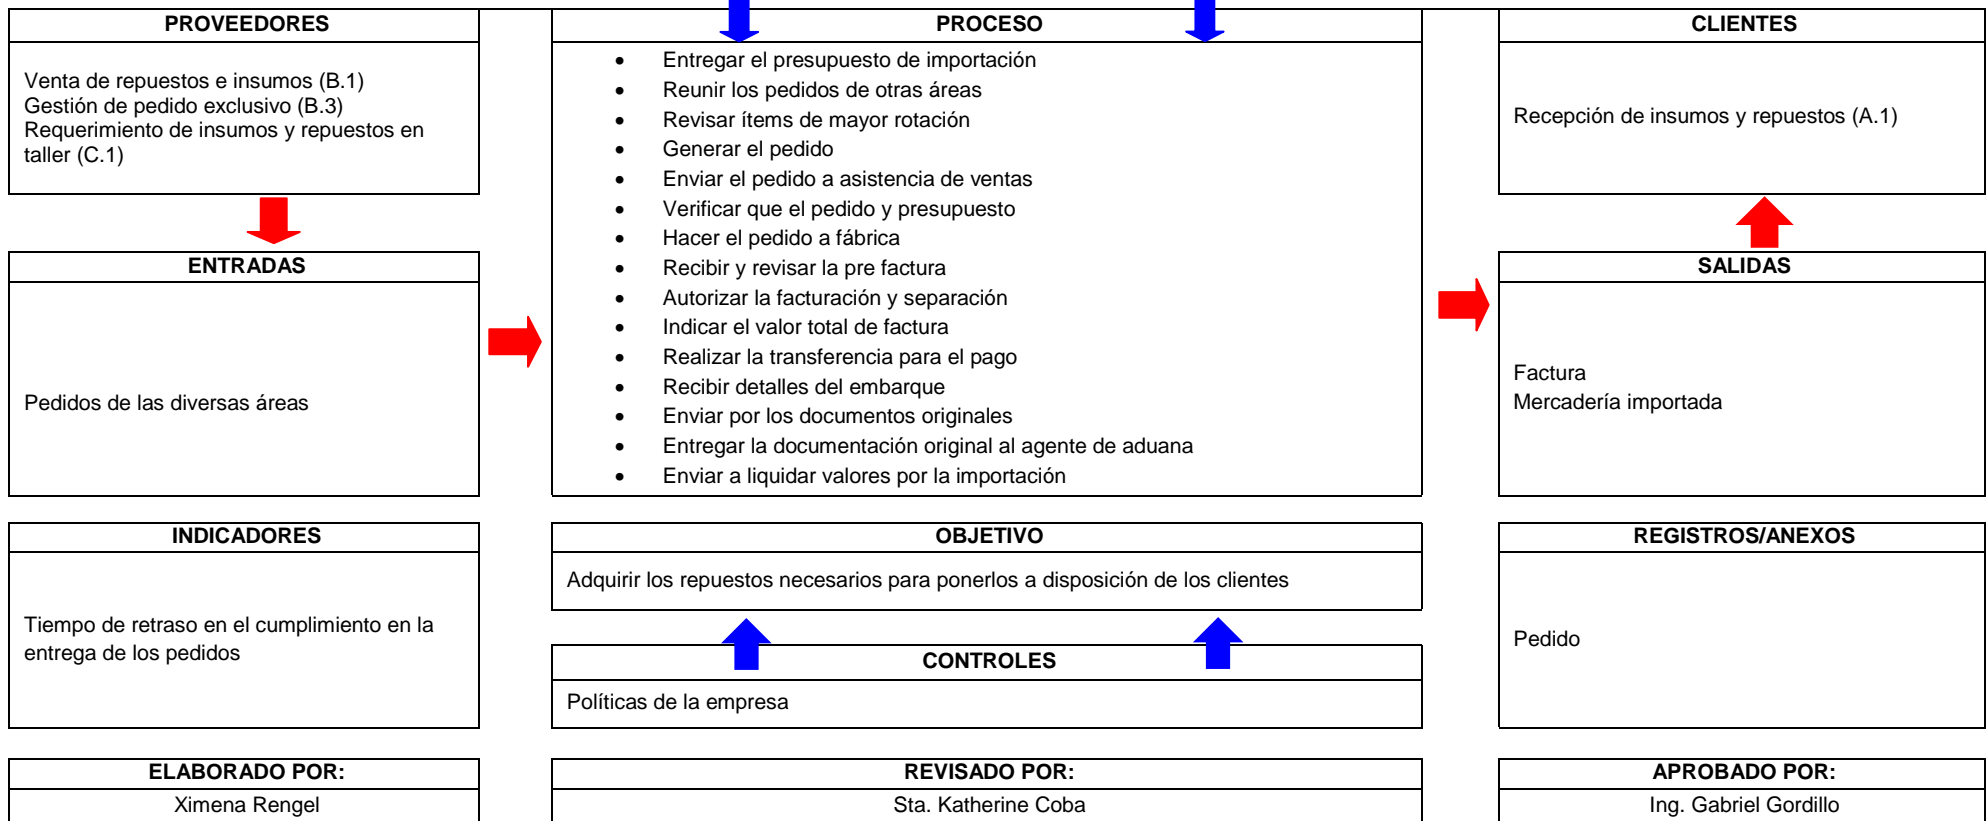 PROVEEDORES
Venta de repuestos e insumos (B.1)
Gestión de pedido exclusivo (B.3)
Requerimiento de insumos y repuestos en
taller (C.1)
ENTRADAS
Pedidos de las diversas áreas
PROCESO
• Entregar el presupuesto de importación
• Reunir los pedidos de otras áreas
• Revisar ítems de mayor rotación
• Generar el pedido
• Enviar el pedido a asistencia de ventas
• Verificar que el pedido y presupuesto
• Hacer el pedido a fábrica
• Recibir y revisar la pre factura
• Autorizar la facturación y separación
• Indicar el valor total de factura
• Realizar la transferencia para el pago
• Recibir detalles del embarque
• Enviar por los documentos originales
• Entregar la documentación original al agente de aduana
• Enviar a liquidar valores por la importación
CLIENTES
Recepción de insumos y repuestos (A.1)
SALIDAS
Factura
Mercadería importada
INDICADORES
Tiempo de retraso en el cumplimiento en la
entrega de los pedidos
OBJETIVO
Adquirir los repuestos necesarios para ponerlos a disposición de los clientes
CONTROLES
Políticas de la empresa
REGISTROS/ANEXOS
Pedido
ELABORADO POR:
Ximena Rengel
REVISADO POR:
Sta. Katherine Coba
APROBADO POR:
Ing. Gabriel Gordillo